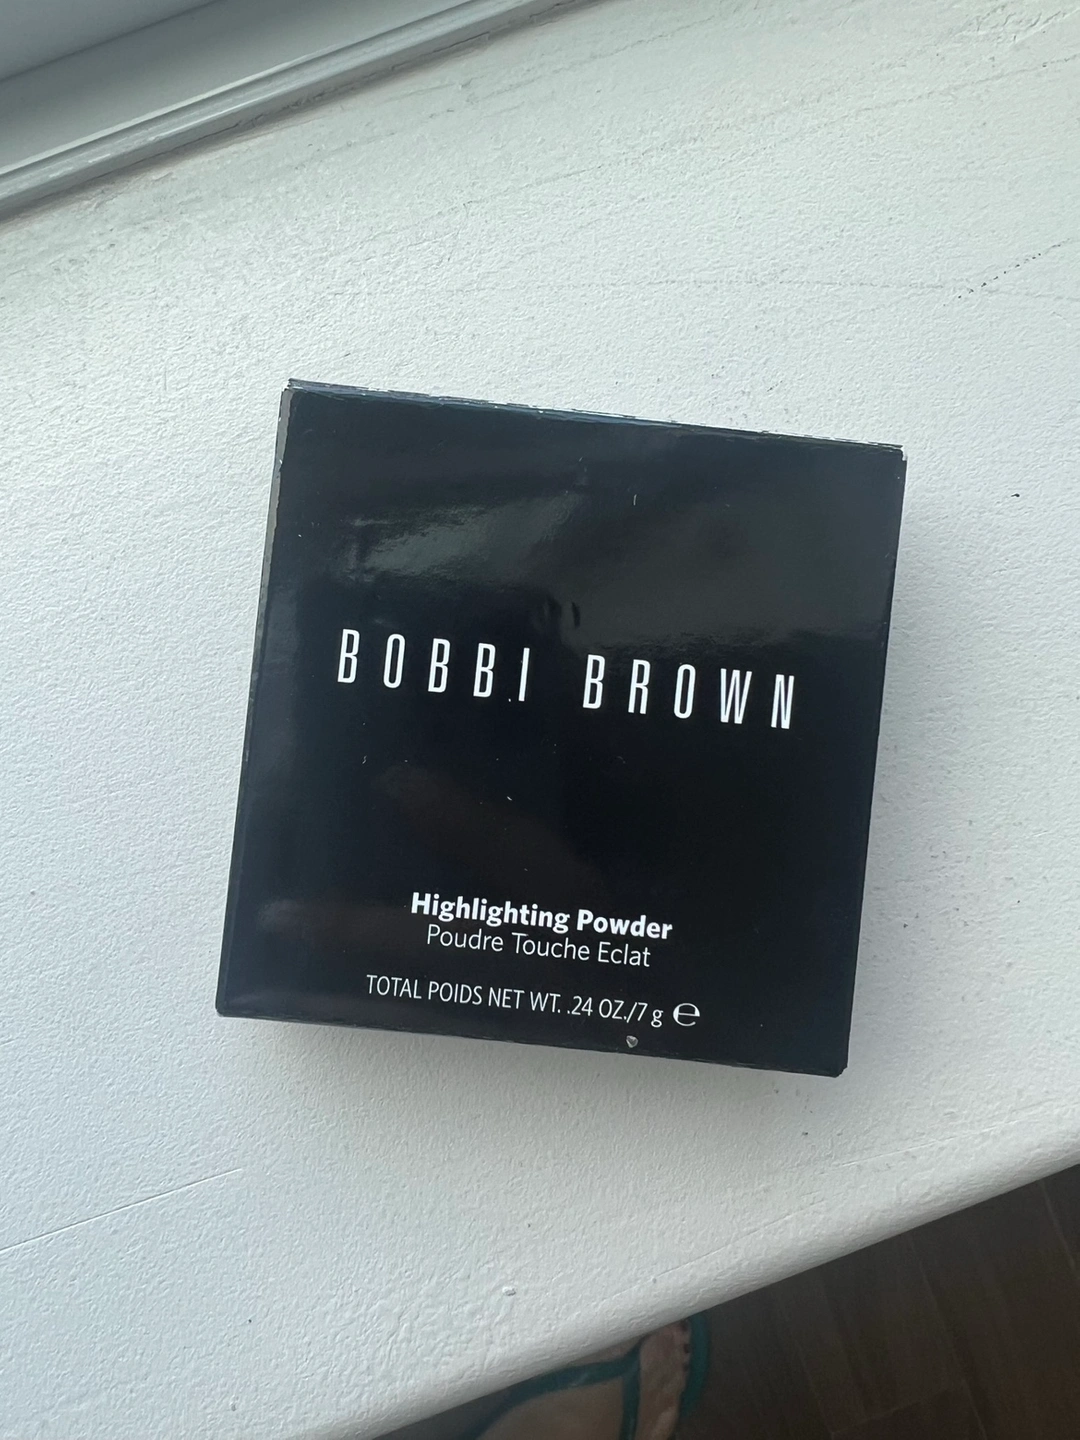 BOBBI BROWN
Highlighting Powder
Poudre Touche Eclat
TOTAL POIDS NET WT. .24 OZ./7 g ℮